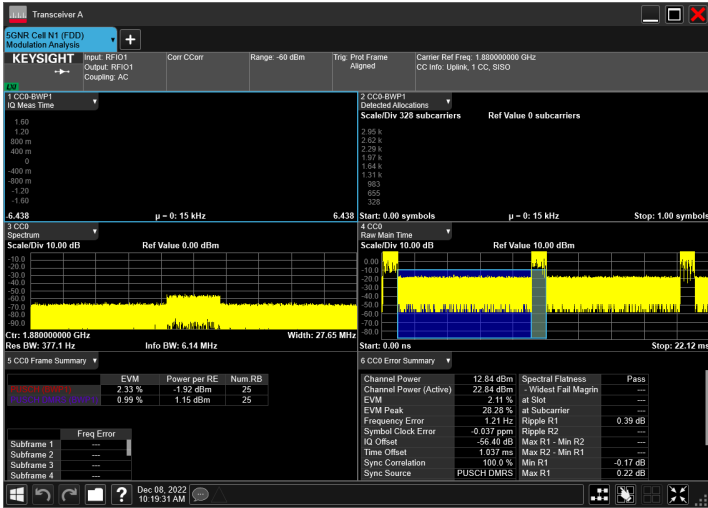 Transceiver A
5GNR Cell N1 (FDD)
Modulation Analysis
KEYSIGHT
Input: RFIO1
Output: RFIO1
Coupling: AC
Corr CCorr
Range: -60 dBm
Trig: Prot Frame
Aligned
Carrier Ref Freq: 1.880000000 GHz
CC Info: Uplink, 1 CC, SISO
1 CC0-BWP1
IQ Meas Time
1.60
1.20
800 m
400 m
0
-400 m
-800 m
-1.20
-1.60
-6.438
µ = 0: 15 kHz
6.438
2 CC0-BWP1
Detected Allocations
Scale/Div 328 subcarriers
Ref Value 0 subcarriers
2.95 k
2.62 k
2.29 k
1.97 k
1.64 k
1.31 k
983
655
328
Start: 0.00 symbols
µ = 0: 15 kHz
Stop: 1.00 symbols
3 CC0
Spectrum
Scale/Div 10.00 dB
Ref Value 0.00 dBm
-10.0
-20.0
-30.0
-40.0
-50.0
-60.0
-70.0
-80.0
-90.0
Ctr: 1.880000000 GHz
Width: 27.65 MHz
Res BW: 377.1 Hz
Info BW: 6.14 MHz
4 CC0
Raw Main Time
Scale/Div 10.00 dB
Ref Value 10.00 dBm
0.00
-10.0
-20.0
-30.0
-40.0
-50.0
-60.0
-70.0
-80.0
Start: 0.00 ns
Stop: 22.12 ms
5 CC0 Frame Summary
EVM Power per RE Num.RB
2.33 % -1.92 dBm 25
0.99 % 1.15 dBm 25
Freq Error
Subframe 1 ---
Subframe 2 ---
Subframe 3 ---
Subframe 4 ---
6 CC0 Error Summary
Channel Power 12.84 dBm Spectral Flatness Pass
Channel Power (Active) 22.84 dBm - Widest Fail Magrin ---
EVM 2.11 % at Slot ---
EVM Peak 28.28 % at Subcarrier ---
Frequency Error 1.21 Hz Ripple R1 0.39 dB
Symbol Clock Error -0.037 ppm Ripple R2 ---
IQ Offset -56.40 dB Max R1 - Min R2 ---
Time Offset 1.037 ms Max R2 - Min R1 ---
Sync Correlation 100.0 % Min R1 -0.17 dB
Sync Source PUSCH DMRS Max R1 0.22 dB
Dec 08, 2022
10:19:31 AM